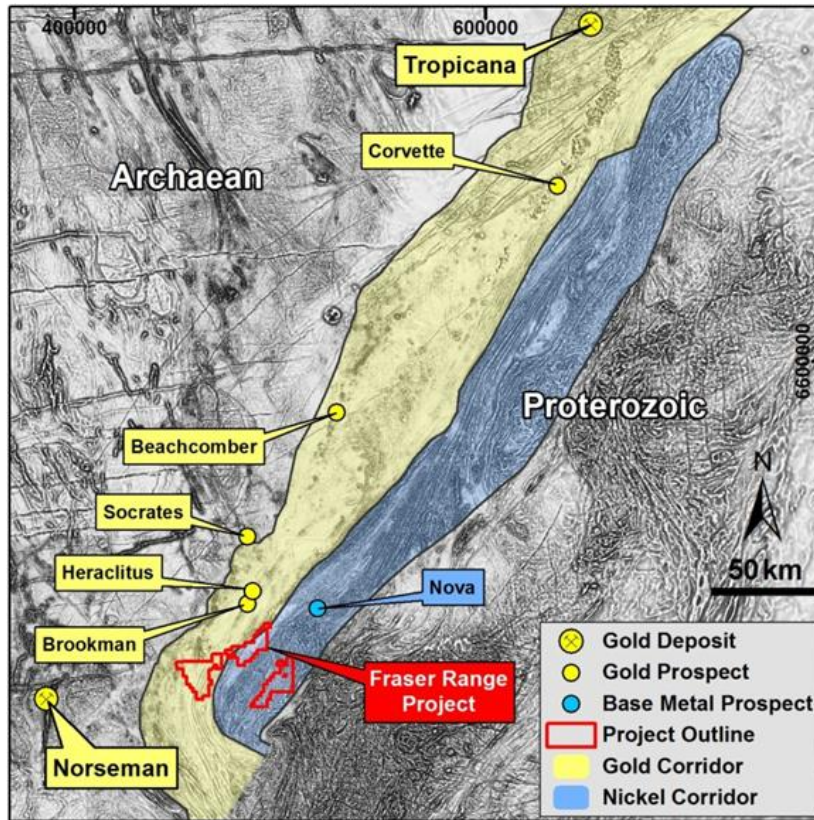 400000
600000
Tropicana
Corvette
Archaean
6600000
Proterozoic
Beachcomber
N
Socrates
50 km
Heraclitus
Nova
Brookman
Fraser Range
Project
Norseman
Gold Deposit
Gold Prospect
Base Metal Prospect
Project Outline
Gold Corridor
Nickel Corridor